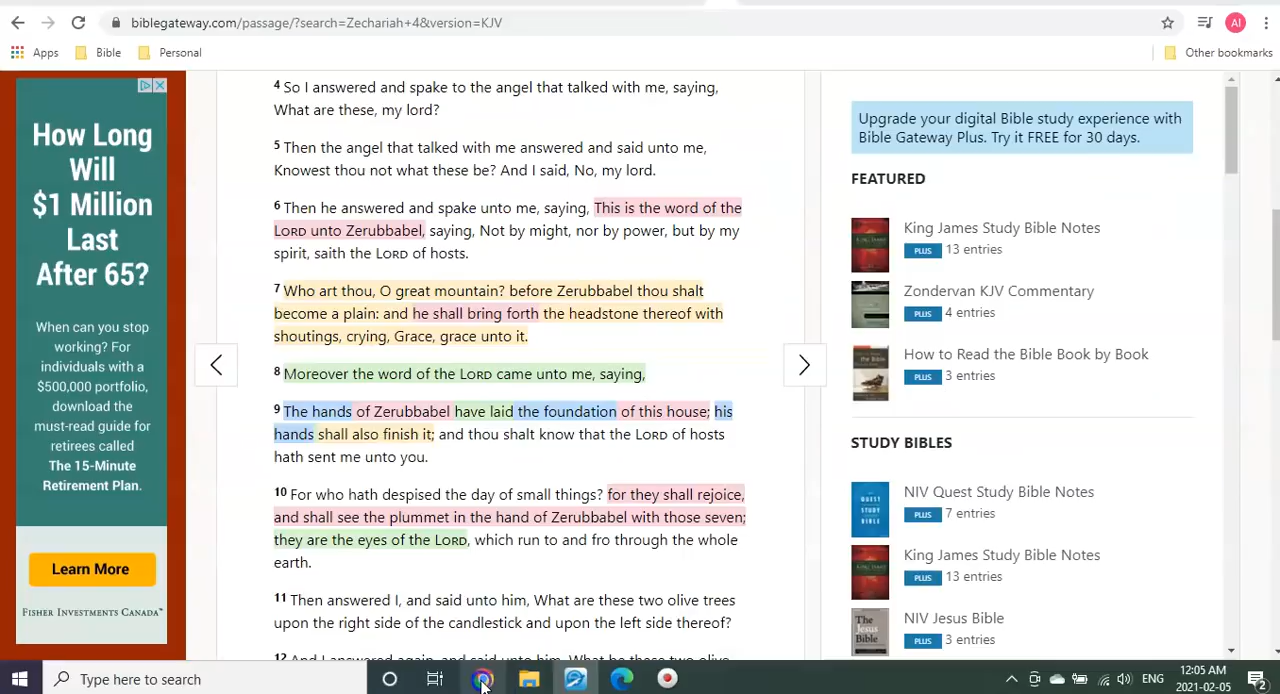 biblegateway.com/passage/?search=Zechariah+4&version=KJV
AI
Apps
Bible
Personal
Other bookmarks
How Long
Will
$1 Million
Last
After 65?
When can you stop
working? For
individuals with a
$500,000 portfolio,
download the
must-read guide for
retirees called
The 15-Minute
Retirement Plan.
Learn More
FISHER INVESTMENTS CANADA™
4 So I answered and spake to the angel that talked with me, saying,
What are these, my lord?
5 Then the angel that talked with me answered and said unto me,
Knowest thou not what these be? And I said, No, my lord.
6 Then he answered and spake unto me, saying, This is the word of the
LORD unto Zerubbabel, saying, Not by might, nor by power, but by my
spirit, saith the LORD of hosts.
7 Who art thou, O great mountain? before Zerubbabel thou shalt
become a plain: and he shall bring forth the headstone thereof with
shoutings, crying, Grace, grace unto it.
8 Moreover the word of the LORD came unto me, saying,
9 The hands of Zerubbabel have laid the foundation of this house; his
hands shall also finish it; and thou shalt know that the LORD of hosts
hath sent me unto you.
10 For who hath despised the day of small things? for they shall rejoice,
and shall see the plummet in the hand of Zerubbabel with those seven;
they are the eyes of the LORD, which run to and fro through the whole
earth.
11 Then answered I, and said unto him, What are these two olive trees
upon the right side of the candlestick and upon the left side thereof?
12 And I answered again, and said unto him, What be these two olive
Upgrade your digital Bible study experience with
Bible Gateway Plus. Try it FREE for 30 days.
FEATURED
King James Study Bible Notes
PLUS 13 entries
Zondervan KJV Commentary
PLUS 4 entries
How to Read the Bible Book by Book
PLUS 3 entries
STUDY BIBLES
NIV Quest Study Bible Notes
PLUS 7 entries
King James Study Bible Notes
PLUS 13 entries
NIV Jesus Bible
PLUS 3 entries
Type here to search
ENG
12:05 AM
2021-02-05
2